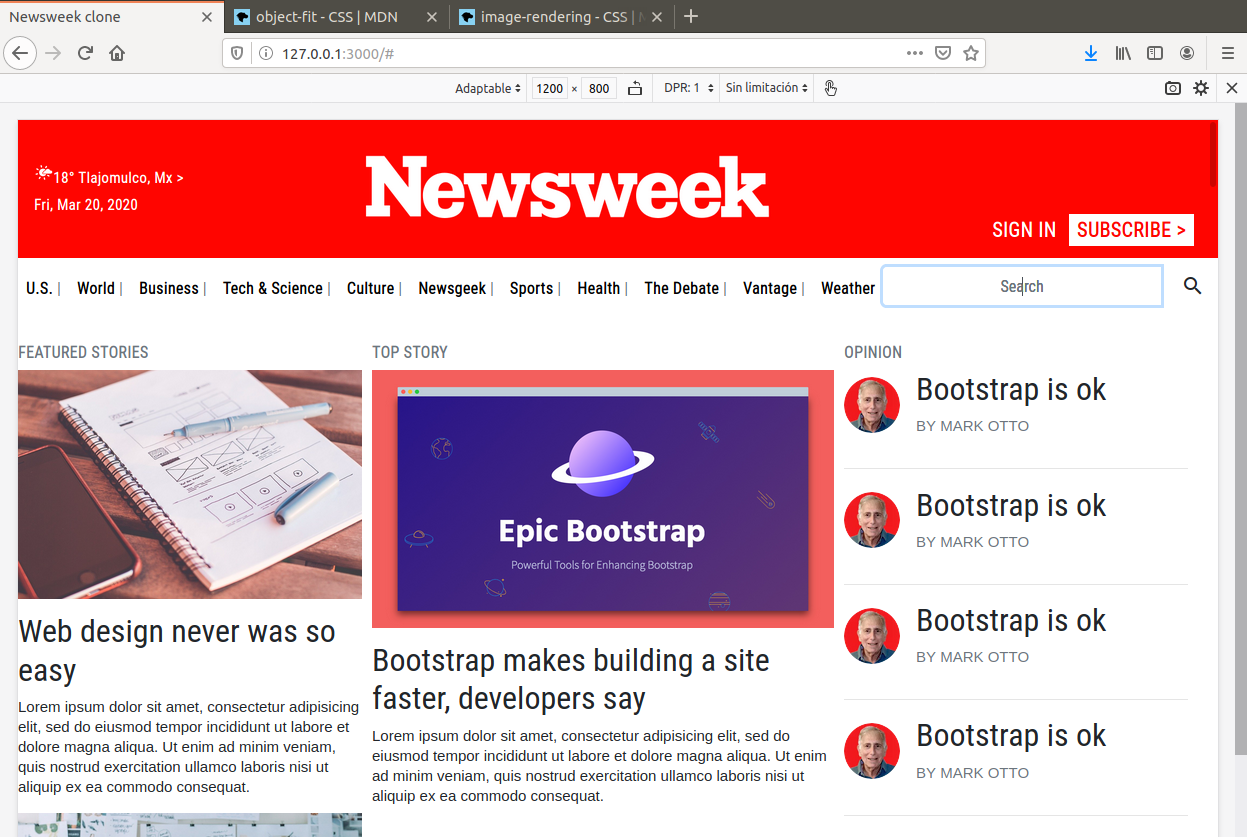 Newsweek clone
object-fit - CSS | MDN
image-rendering - CSS |
127.0.0.1:3000/#
Adaptable 1200 × 800 DPR: 1 Sin limitación
18° Tlajomulco, Mx >
Fri, Mar 20, 2020
Newsweek
SIGN IN SUBSCRIBE >
U.S. | World | Business | Tech & Science | Culture | Newsgeek | Sports | Health | The Debate | Vantage | Weather Search
FEATURED STORIES
Web design never was so
easy
Lorem ipsum dolor sit amet, consectetur adipisicing
elit, sed do eiusmod tempor incididunt ut labore et
dolore magna aliqua. Ut enim ad minim veniam,
quis nostrud exercitation ullamco laboris nisi ut
aliquip ex ea commodo consequat.
TOP STORY
Epic Bootstrap
Powerful Tools for Enhancing Bootstrap
Bootstrap makes building a site
faster, developers say
Lorem ipsum dolor sit amet, consectetur adipisicing elit, sed do
eiusmod tempor incididunt ut labore et dolore magna aliqua. Ut enim
ad minim veniam, quis nostrud exercitation ullamco laboris nisi ut
aliquip ex ea commodo consequat.
OPINION
Bootstrap is ok
BY MARK OTTO
Bootstrap is ok
BY MARK OTTO
Bootstrap is ok
BY MARK OTTO
Bootstrap is ok
BY MARK OTTO